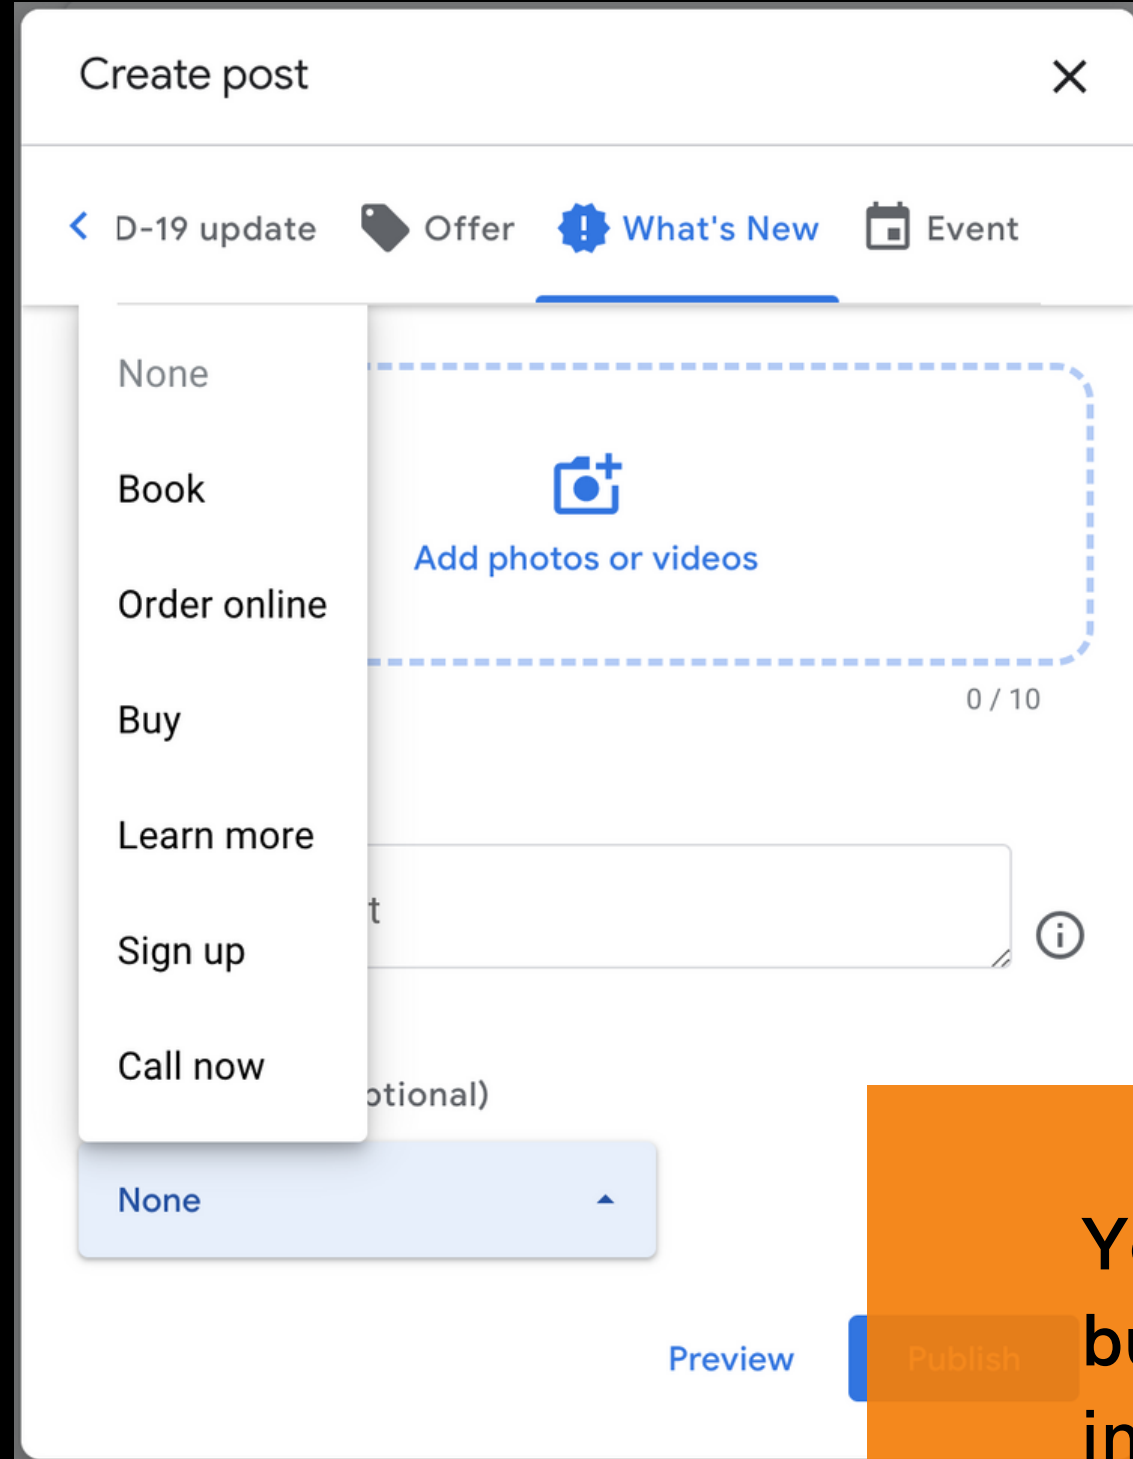 Create post
D-19 update Offer What's New Event
None
Book
Add photos or videos
Order online
0 / 10
Buy
Learn more
Sign up
Call now
None
Preview Publish